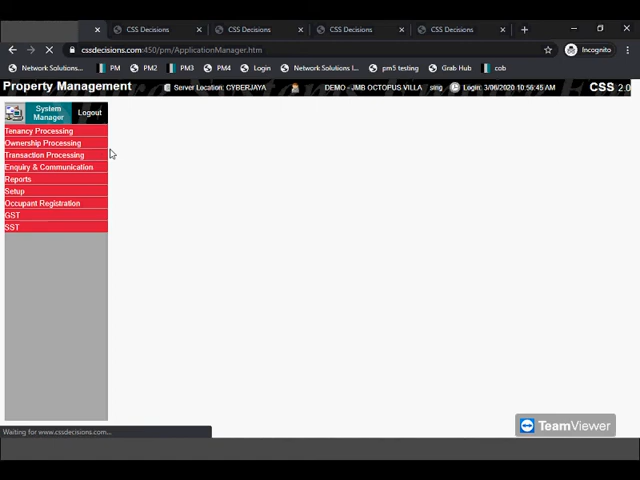 CSS Decisions
CSS Decisions
CSS Decisions
CSS Decisions
cssdecisions.com:450/pm/ApplicationManager.htm
Incognito
Network Solutions...
PM
PM2
PM3
PM4
Login
Network Solutions I...
pm5 testing
Grab Hub
cob
Property Management
Server Location: CYBERJAYA
DEMO - JMB OCTOPUS VILLA
sing
Login: 3/06/2020 10:56:45 AM
CSS 2.0
System
Manager
Logout
Tenancy Processing
Ownership Processing
Transaction Processing
Enquiry & Communication
Reports
Setup
Occupant Registration
GST
SST
Waiting for www.cssdecisions.com...
TeamViewer